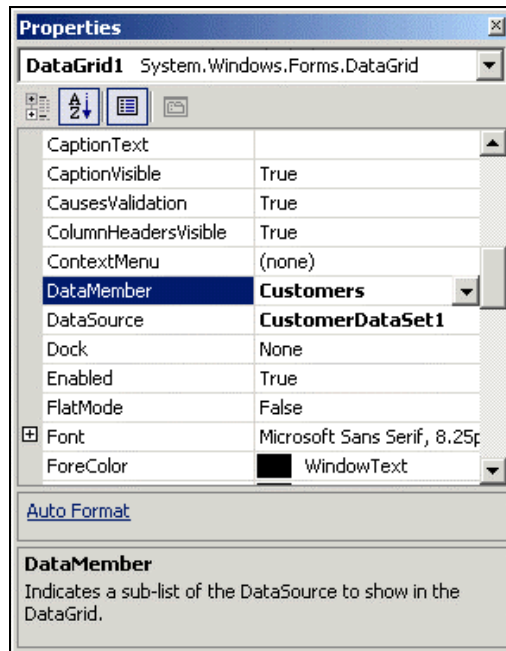 Properties
DataGrid1 System.Windows.Forms.DataGrid
CaptionText
CaptionVisible True
CausesValidation True
ColumnHeadersVisible True
ContextMenu (none)
DataMember Customers
DataSource CustomerDataSet1
Dock None
Enabled True
FlatMode False
Font Microsoft Sans Serif, 8.25p
ForeColor WindowText
Auto Format
DataMember
Indicates a sub-list of the DataSource to show in the
DataGrid.